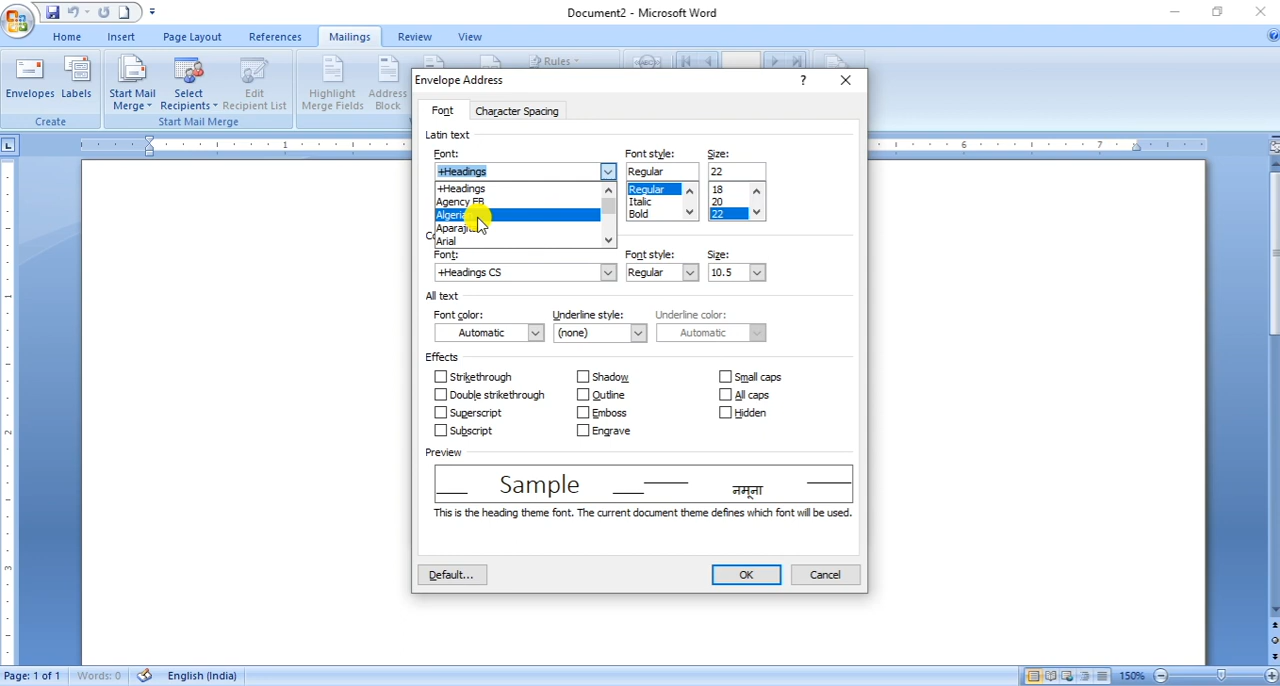 Document2 - Microsoft Word
Home Insert Page Layout References Mailings Review View
Envelopes Labels
Create
Start Mail Merge
Select Recipients
Edit Recipient List
Start Mail Merge
Highlight Merge Fields
Address Block
Rules
Envelope Address ?
Font Character Spacing
Latin text
Font: Font style: Size:
+Headings Regular 22
+Headings Regular 18
Agency FB Italic 20
Bold 22
Arial
Font: Font style: Size:
+Headings CS Regular 10.5
All text
Font color: Underline style: Underline color:
Automatic (none) Automatic
Effects
Strikethrough Shadow Small caps
Double strikethrough Outline All caps
Superscript Emboss Hidden
Subscript Engrave
Preview
Sample नमूना
This is the heading theme font. The current document theme defines which font will be used.
Default... OK Cancel
1 6 7
1
2
3
Page: 1 of 1 Words: 0 English (India) 150%